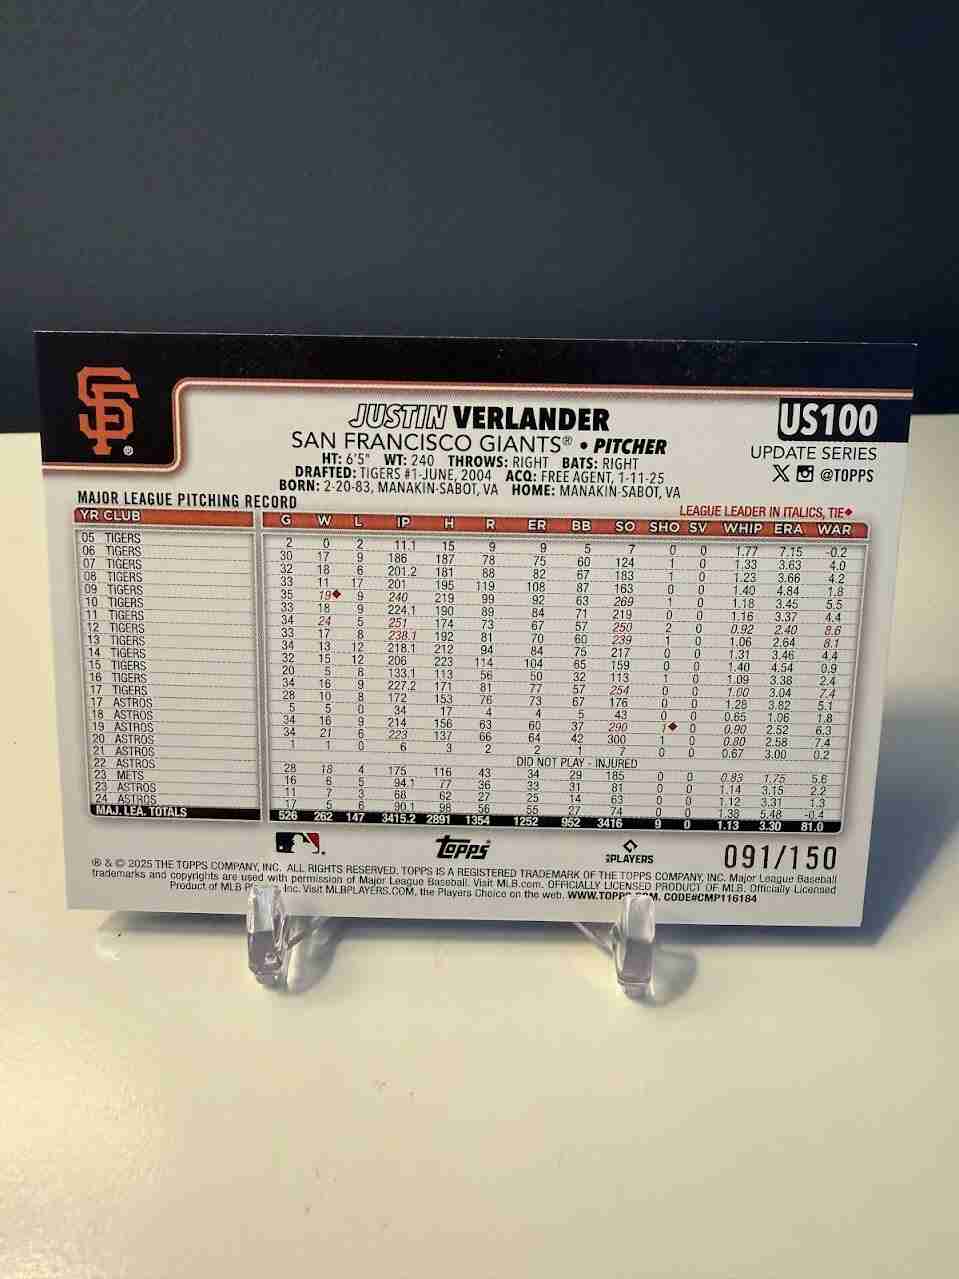 SF
JUSTIN VERLANDER
US100
SAN FRANCISCO GIANTS® • PITCHER
UPDATE SERIES
HT: 6'5" WT: 240 THROWS: RIGHT BATS: RIGHT
X @TOPPS
DRAFTED: TIGERS #1-JUNE, 2004 ACQ: FREE AGENT, 1-11-25
BORN: 2-20-83, MANAKIN-SABOT, VA HOME: MANAKIN-SABOT, VA
MAJOR LEAGUE PITCHING RECORD
LEAGUE LEADER IN ITALICS, TIE♦
YR CLUB G W L IP H R ER BB SO SHO SV WHIP ERA WAR
05 TIGERS 2 0 2 11.1 15 9 9 5 7 0 0 1.77 7.15 -0.2
06 TIGERS 30 17 9 186 187 78 75 60 124 1 0 1.33 3.63 4.0
07 TIGERS 32 18 6 201.2 181 88 82 67 183 1 0 1.23 3.66 4.2
08 TIGERS 33 11 17 201 195 119 108 87 163 0 0 1.40 4.84 1.8
09 TIGERS 35 19♦ 9 240 219 99 92 63 269 1 0 1.18 3.45 5.5
10 TIGERS 33 18 9 224.1 190 89 84 71 219 0 0 1.16 3.37 4.4
11 TIGERS 34 24 5 251 174 73 67 57 250 2 0 0.92 2.40 8.6
12 TIGERS 33 17 8 238.1 192 81 70 60 239 1 0 1.06 2.64 8.1
13 TIGERS 34 13 12 218.1 212 94 84 75 217 0 0 1.31 3.46 4.4
14 TIGERS 32 15 12 206 223 114 104 65 159 0 0 1.40 4.54 0.9
15 TIGERS 20 5 8 133.1 113 56 50 32 113 1 0 1.09 3.38 2.4
16 TIGERS 34 16 9 227.2 171 81 77 57 254 0 0 1.00 3.04 7.4
17 TIGERS 28 10 8 172 153 76 73 67 176 0 0 1.28 3.82 5.1
17 ASTROS 5 5 0 34 17 4 4 5 43 0 0 0.65 1.06 1.8
18 ASTROS 34 16 9 214 156 63 60 37 290 1♦ 0 0.90 2.52 6.3
19 ASTROS 34 21 6 223 137 66 64 42 300 1 0 0.80 2.58 7.4
20 ASTROS 1 1 0 6 3 2 2 1 7 0 0 0.67 3.00 0.2
21 ASTROS DID NOT PLAY - INJURED
22 ASTROS 28 18 4 175 116 43 34 29 185 0 0 0.83 1.75 5.6
23 METS 16 6 5 94.1 77 36 33 31 81 0 0 1.14 3.15 2.2
23 ASTROS 11 7 3 68 62 27 25 14 63 0 0 1.12 3.31 1.3
24 ASTROS 17 5 6 90.1 98 56 55 27 74 0 0 1.38 5.48 -0.4
MAJ. LEA. TOTALS 526 262 147 3415.2 2891 1354 1252 952 3416 9 0 1.13 3.30 81.0
Topps
PLAYERS
091/150
® & © 2025 THE TOPPS COMPANY, INC. ALL RIGHTS RESERVED. TOPPS IS A REGISTERED TRADEMARK OF THE TOPPS COMPANY, INC. Major League Baseball
trademarks and copyrights are used with permission of Major League Baseball. Visit MLB.com. OFFICIALLY LICENSED PRODUCT OF MLB. Officially Licensed
Product of MLB Inc. Visit MLBPLAYERS.COM, the Players Choice on the web. WWW.TOPPS.COM. CODE#CMP116184